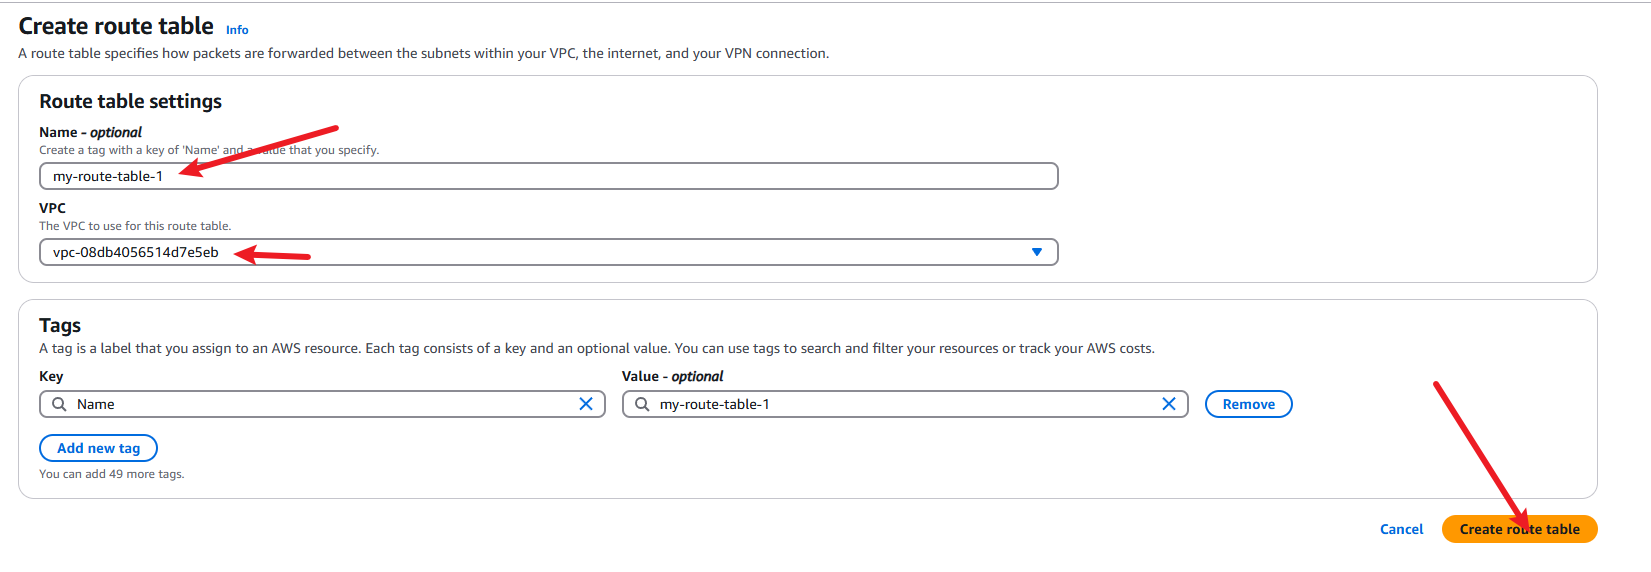 Create route table Info
A route table specifies how packets are forwarded between the subnets within your VPC, the internet, and your VPN connection.
Route table settings
Name - optional
Create a tag with a key of 'Name' and a value that you specify.
my-route-table-1
VPC
The VPC to use for this route table.
vpc-08db4056514d7e5eb
Tags
A tag is a label that you assign to an AWS resource. Each tag consists of a key and an optional value. You can use tags to search and filter your resources or track your AWS costs.
Key Value - optional
Name my-route-table-1 Remove
Add new tag
You can add 49 more tags.
Cancel Create route table